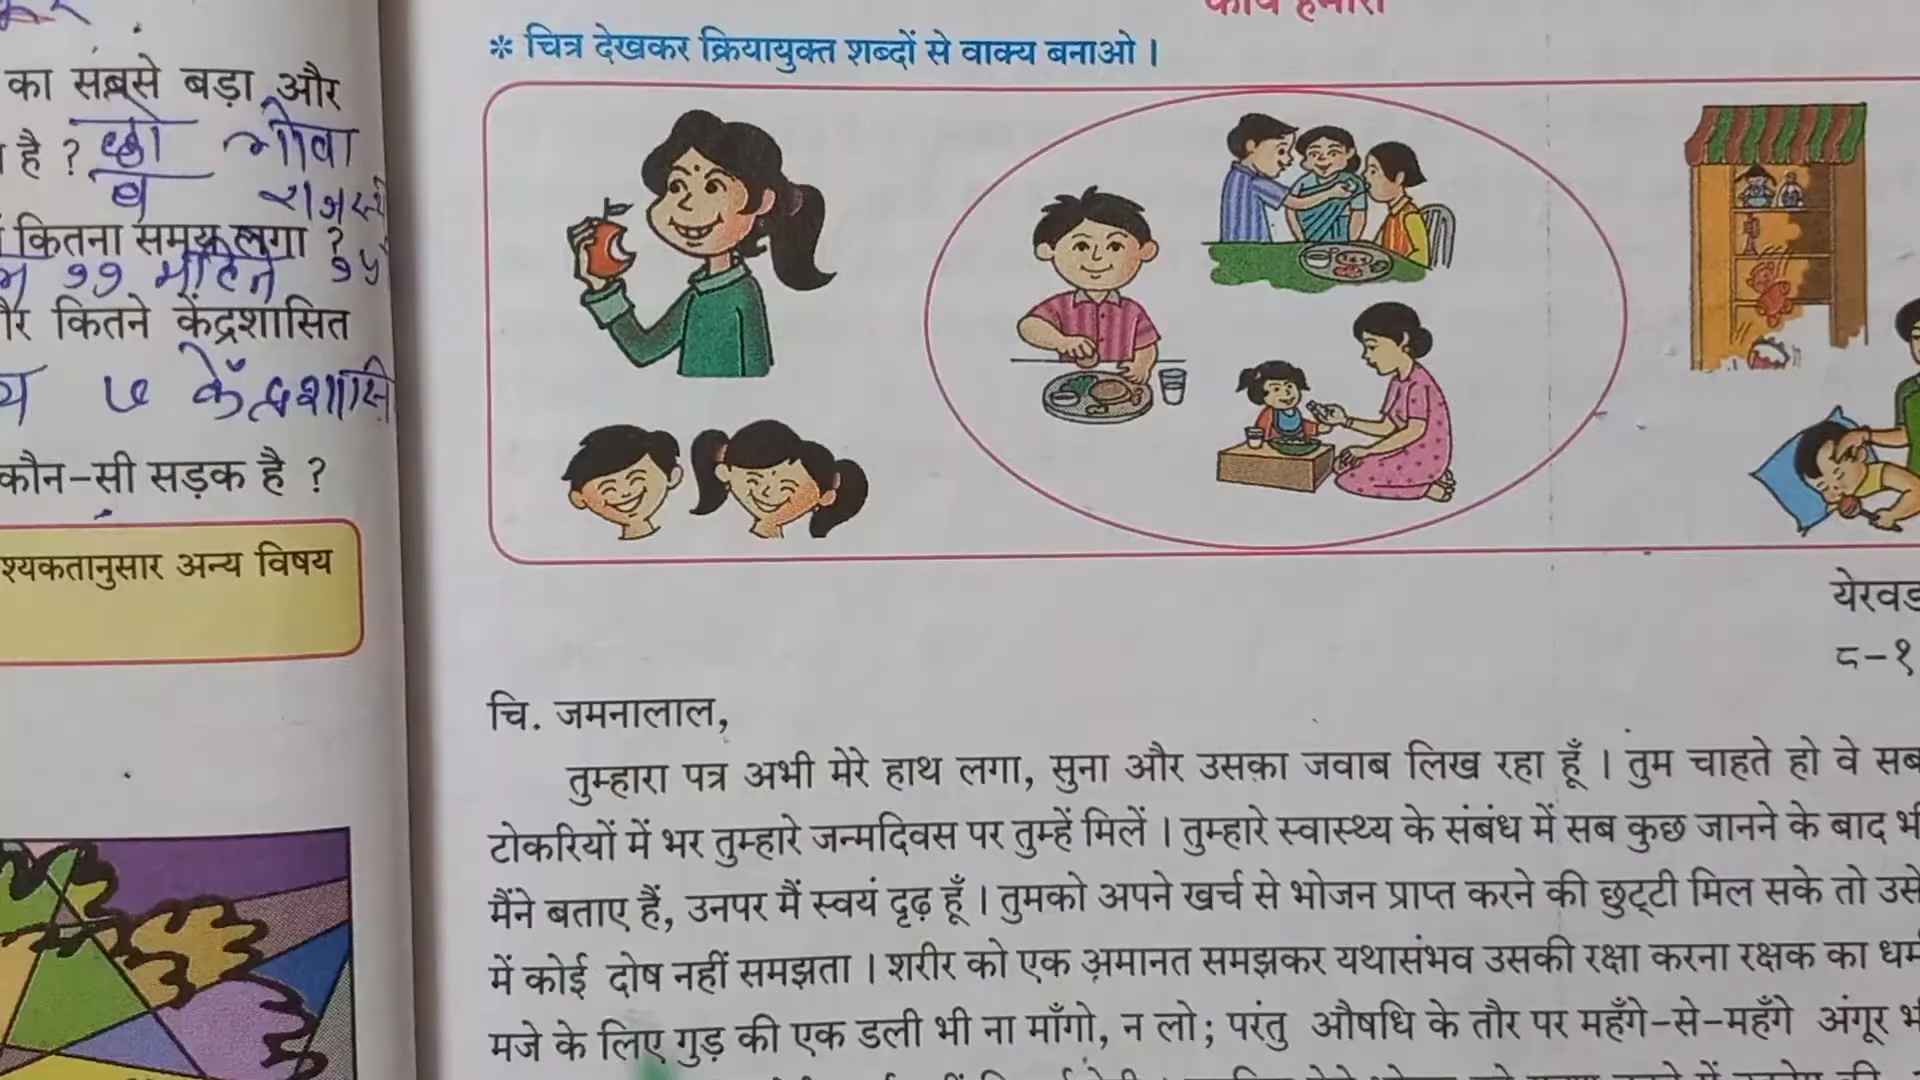 का सबसे बड़ा और
है ?
गोवा
कितना समय लगा ?
और कितने केंद्रशासित
कौन-सी सड़क है ?
श्यकतानुसार अन्य विषय
* चित्र देखकर क्रियायुक्त शब्दों से वाक्य बनाओ ।
येरवड
८-१
चि. जमनालाल,
तुम्हारा पत्र अभी मेरे हाथ लगा, सुना और उसका जवाब लिख रहा हूँ । तुम चाहते हो वे सब
टोकरियों में भर तुम्हारे जन्मदिवस पर तुम्हें मिलें । तुम्हारे स्वास्थ्य के संबंध में सब कुछ जानने के बाद भी
मैंने बताए हैं, उनपर मैं स्वयं दृढ़ हूँ । तुमको अपने खर्च से भोजन प्राप्त करने की छुट्टी मिल सके तो उसे
में कोई दोष नहीं समझता । शरीर को एक अमानत समझकर यथासंभव उसकी रक्षा करना रक्षक का धर्म
मजे के लिए गुड़ की एक डली भी ना माँगो, न लो; परंतु औषधि के तौर पर महँगे-से-महँगे अंगूर भी